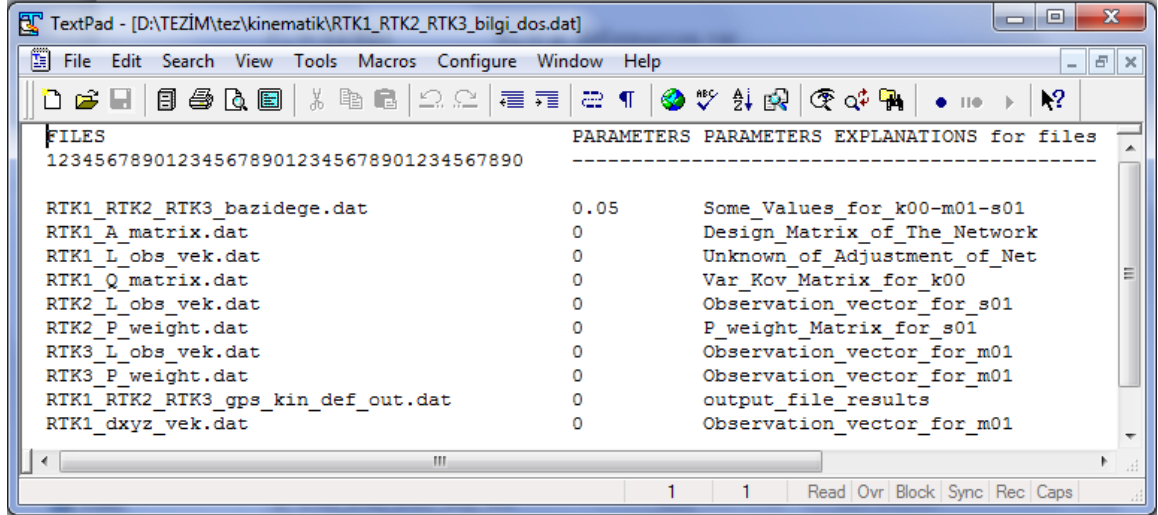 TextPad - [D:\TEZİM\tez\kinematik\RTK1_RTK2_RTK3_bilgi_dos.dat]
File Edit Search View Tools Macros Configure Window Help
FILES PARAMETERS PARAMETERS EXPLANATIONS for files
1234567890123456789012345678901234567890 --------------------------------------------
RTK1_RTK2_RTK3_bazidege.dat 0.05 Some_Values_for_k00-m01-s01
RTK1_A_matrix.dat 0 Design_Matrix_of_The_Network
RTK1_L_obs_vek.dat 0 Unknown_of_Adjustment_of_Net
RTK1_Q_matrix.dat 0 Var_Kov_Matrix_for_k00
RTK2_L_obs_vek.dat 0 Observation_vector_for_s01
RTK2_P_weight.dat 0 P_weight_Matrix_for_s01
RTK3_L_obs_vek.dat 0 Observation_vector_for_m01
RTK3_P_weight.dat 0 Observation_vector_for_m01
RTK1_RTK2_RTK3_gps_kin_def_out.dat 0 output_file_results
RTK1_dxyz_vek.dat 0 Observation_vector_for_m01
1 1 Read Ovr Block Sync Rec Caps